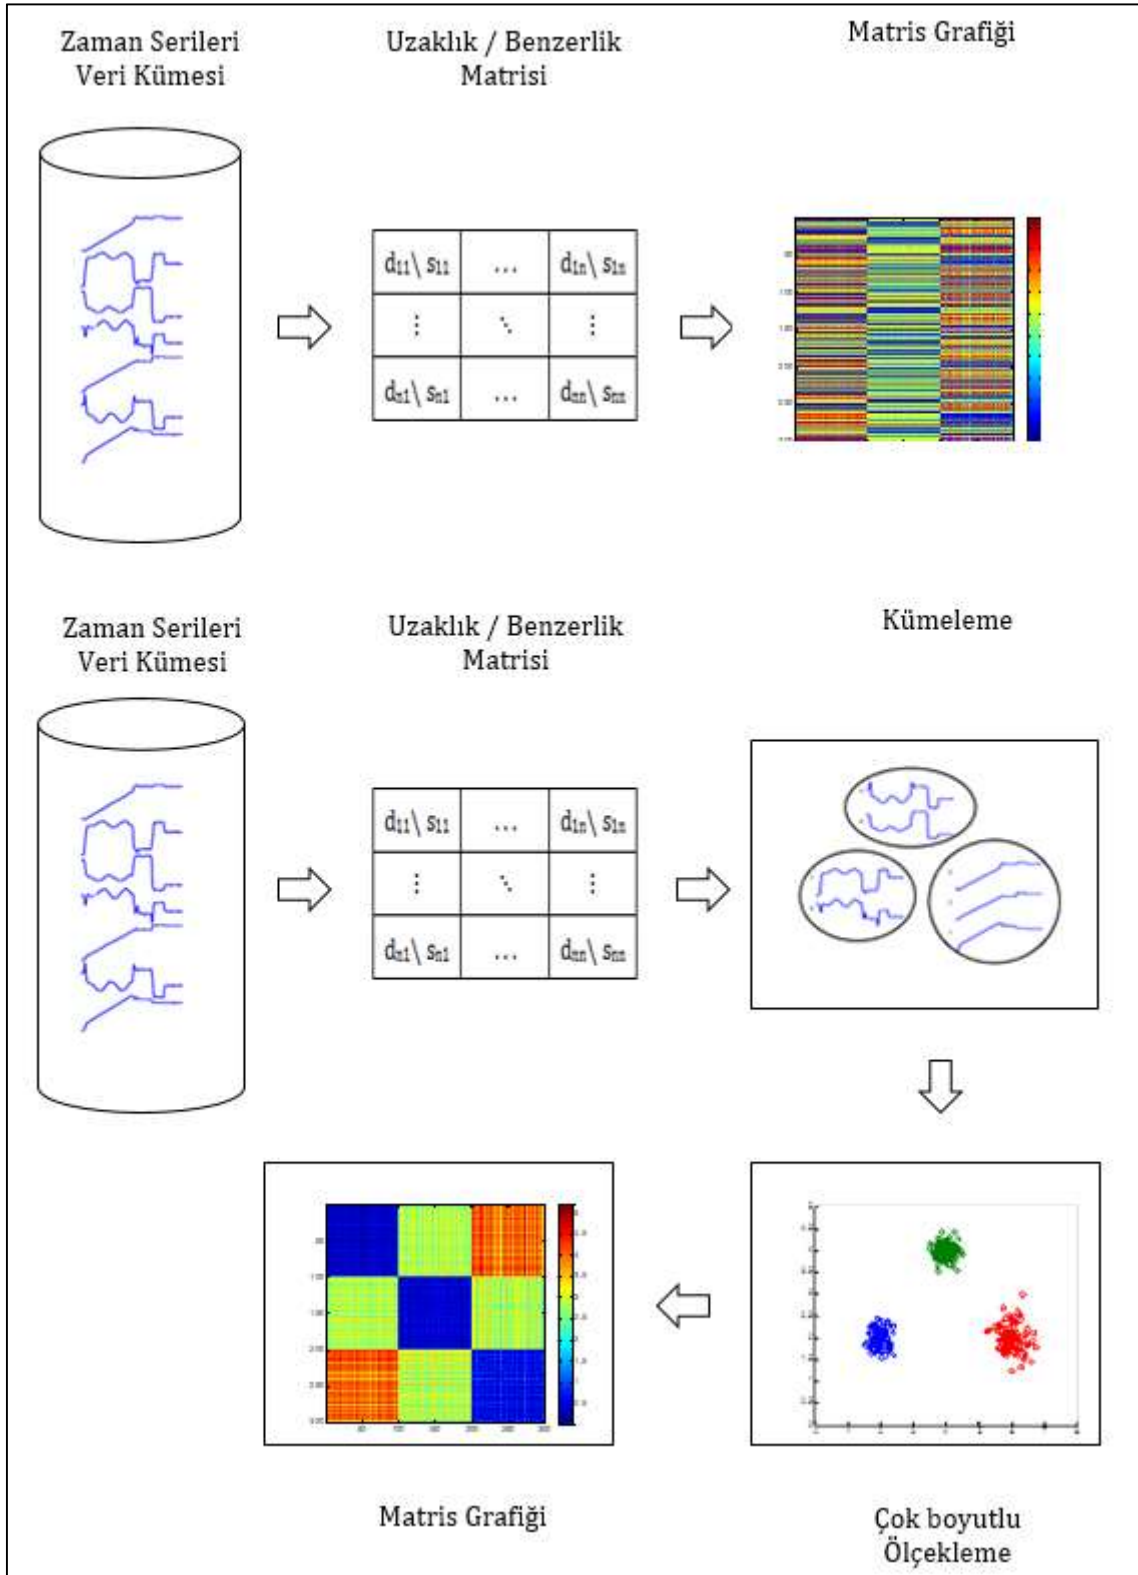 Zaman Serileri
Veri Kümesi
Uzaklık / Benzerlik
Matrisi
Matris Grafiği
d11\ s11 ... d1n\ s1n
⋮ ⋱ ⋮
dn1\ sn1 ... dnn\ snn
Zaman Serileri
Veri Kümesi
Uzaklık / Benzerlik
Matrisi
Kümeleme
d11\ s11 ... d1n\ s1n
⋮ ⋱ ⋮
dn1\ sn1 ... dnn\ snn
Matris Grafiği
Çok boyutlu
Ölçekleme